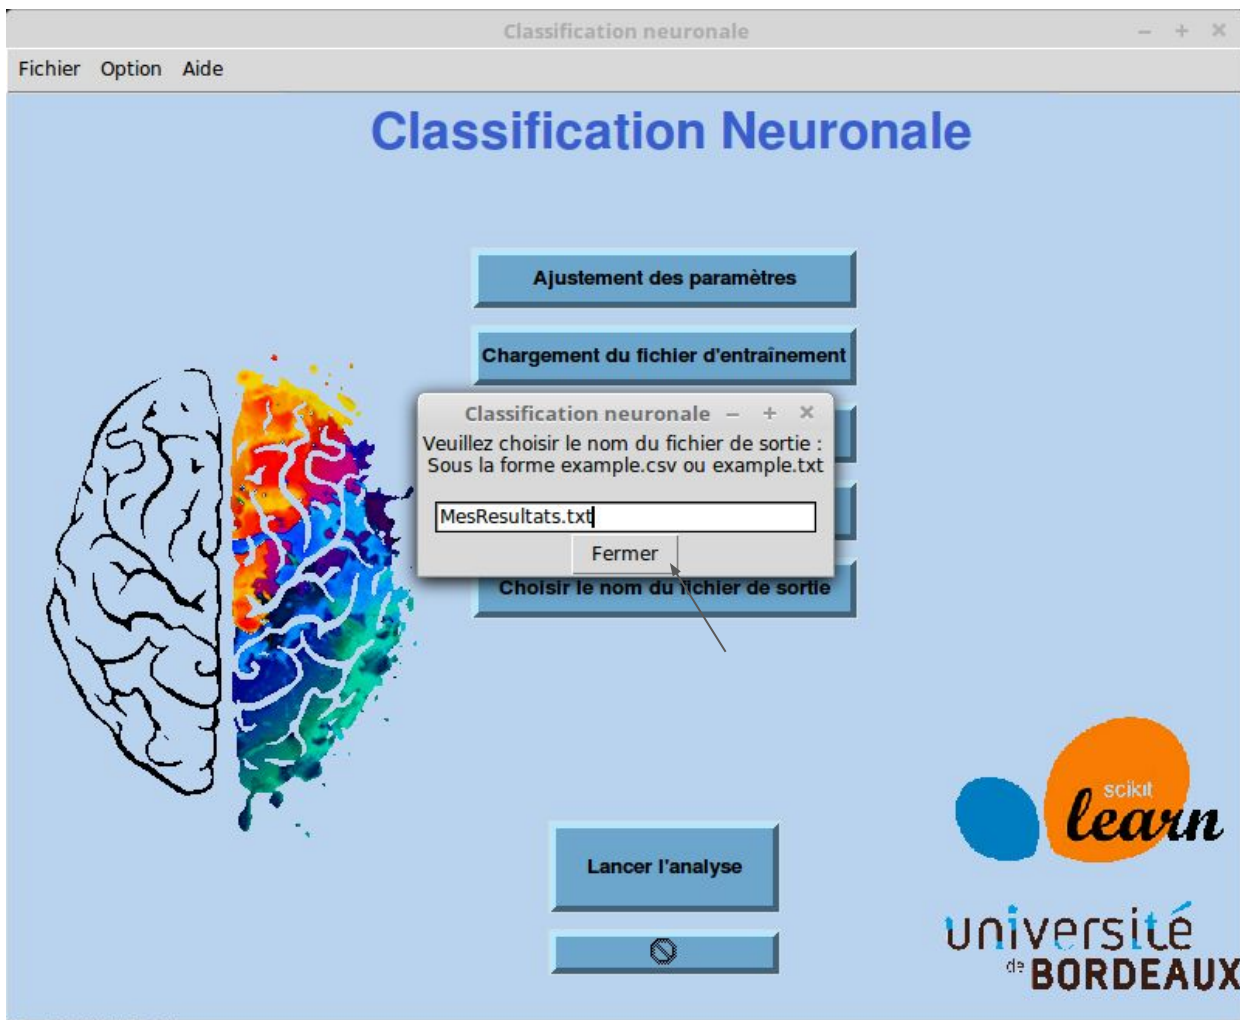 Classification neuronale
Fichier Option Aide
Classification Neuronale
Ajustement des paramètres
Chargement du fichier d'entraînement
Classification neuronale
Veuillez choisir le nom du fichier de sortie :
Sous la forme example.csv ou example.txt
MesResultats.txt
Fermer
Choisir le nom du fichier de sortie
Lancer l'analyse
scikit
learn
université
de BORDEAUX